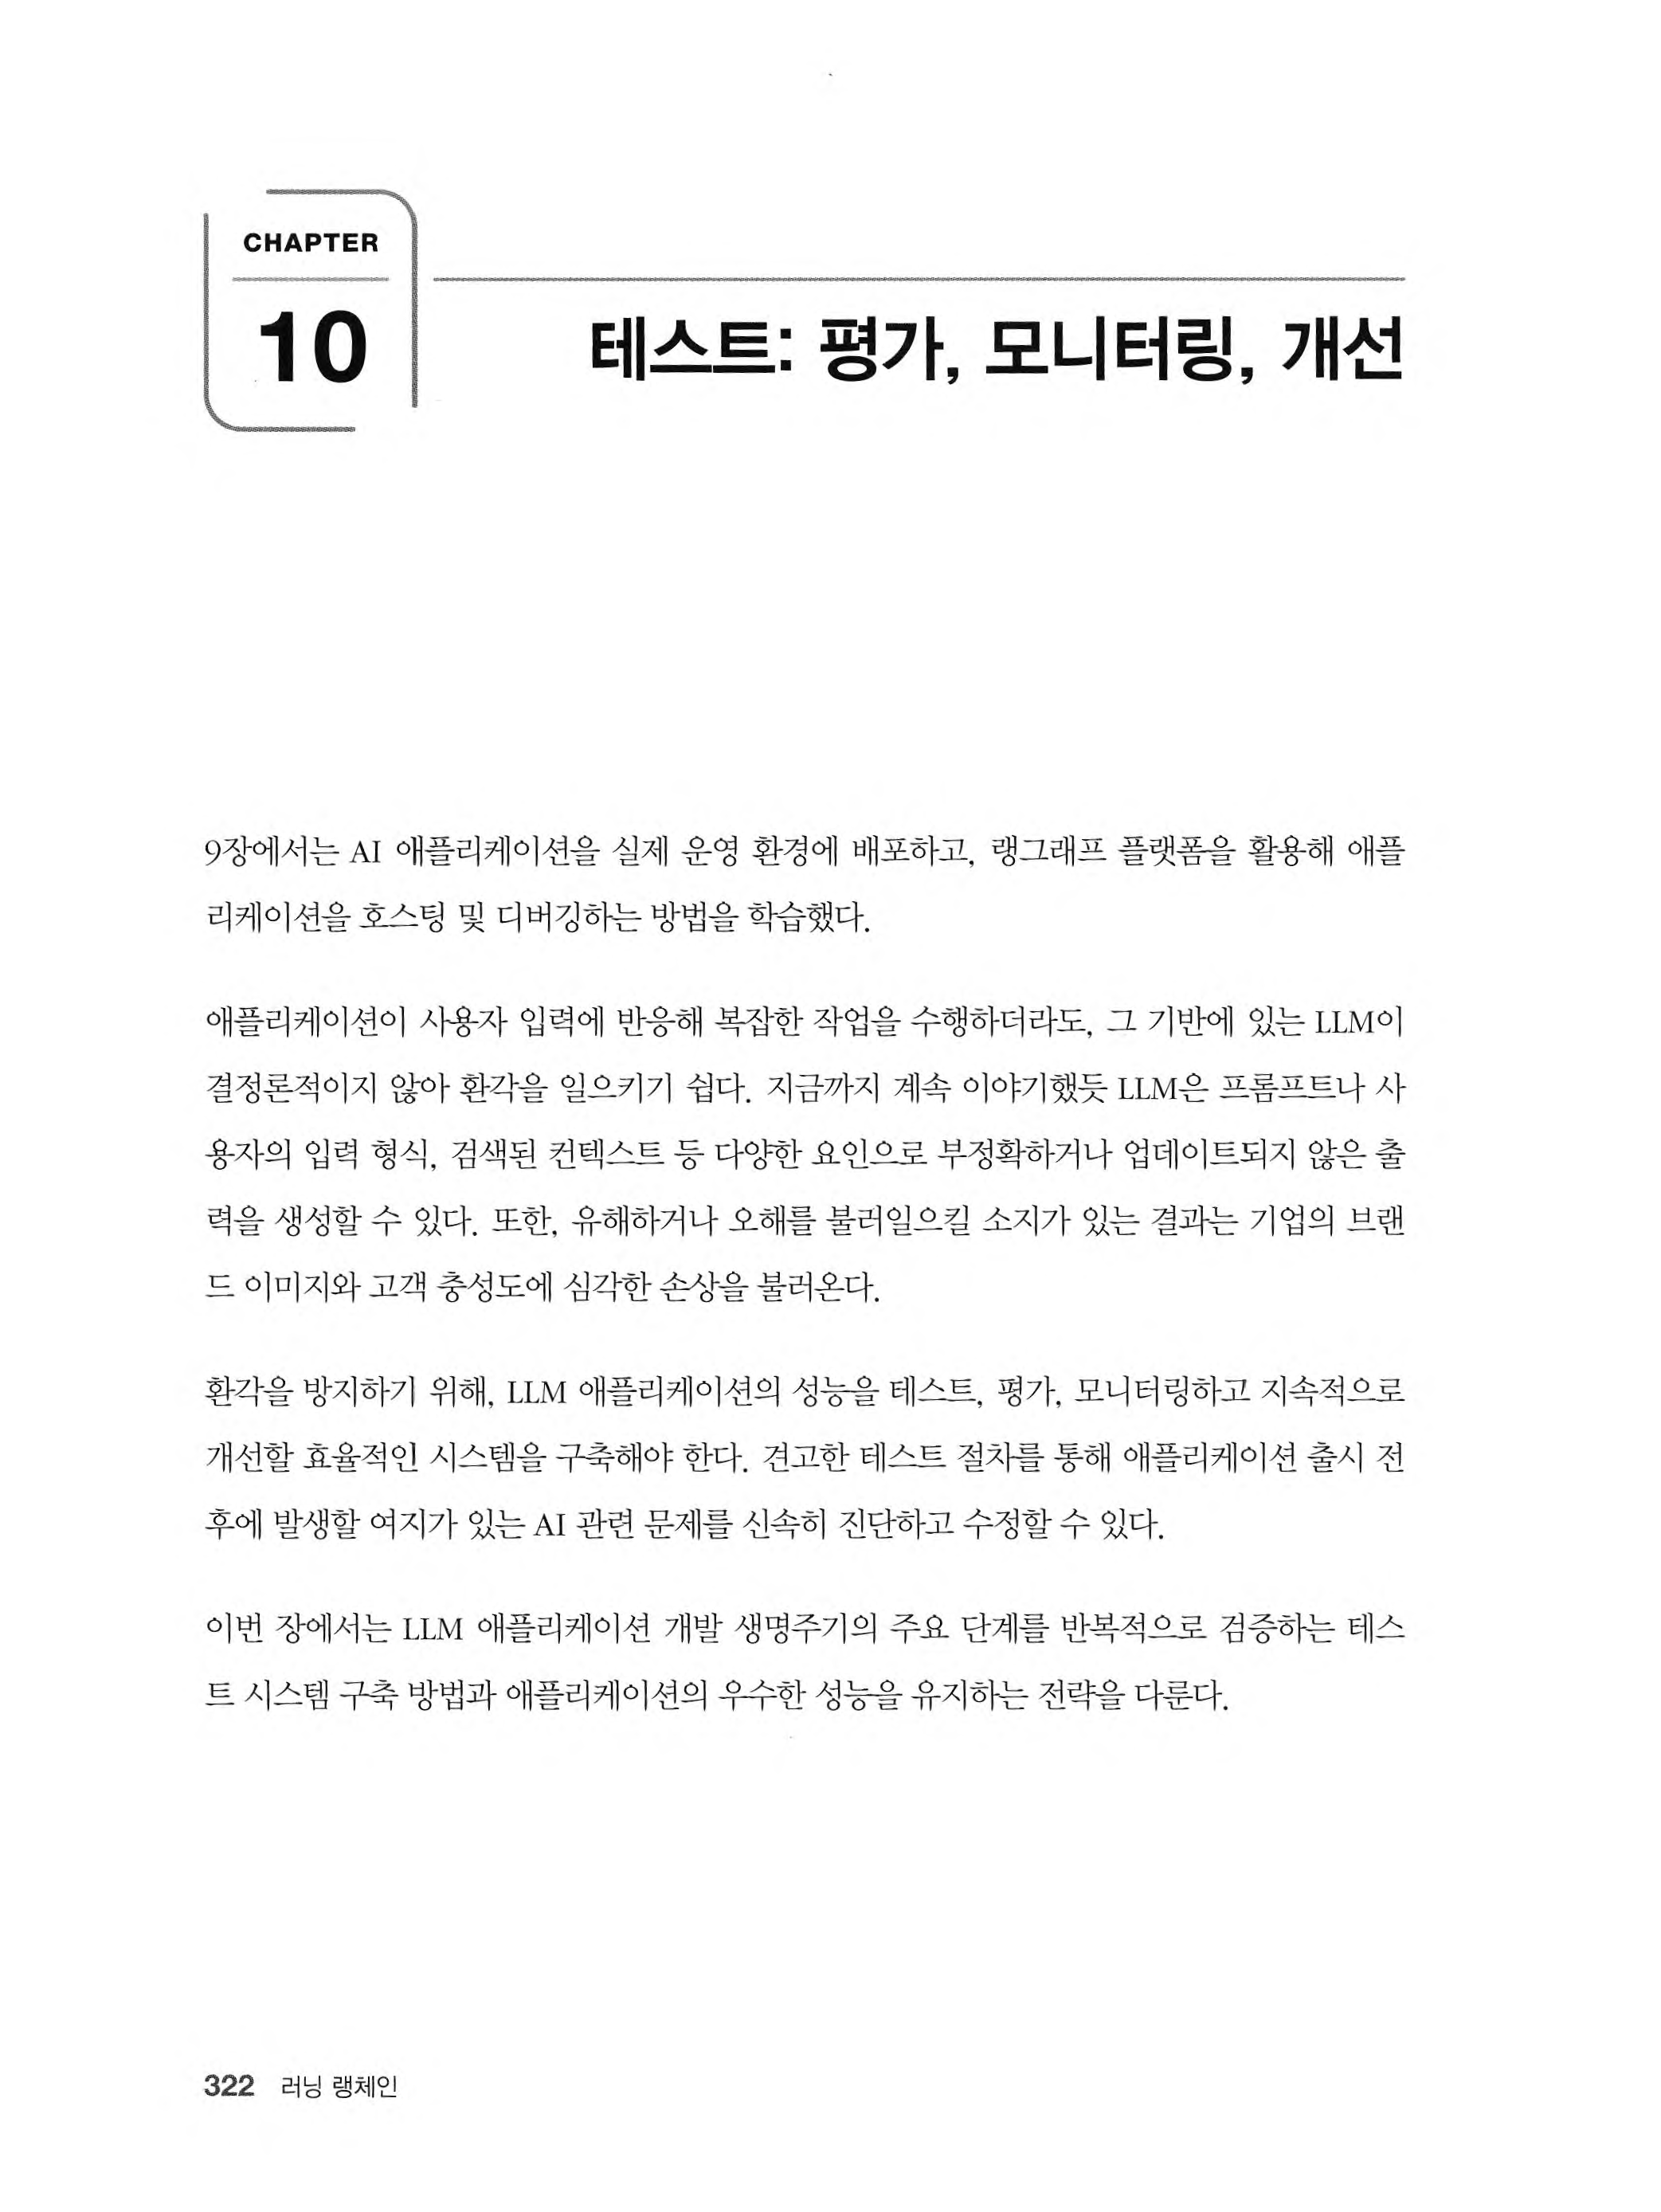 CHAPTER
10
테스트: 평가, 모니터링, 개선
9장에서는 AI 애플리케이션을 실제 운영 환경에 배포하고, 랭그래프 플랫폼을 활용해 애플
리케이션을 호스팅 및 디버깅하는 방법을 학습했다.
애플리케이션이 사용자 입력에 반응해 복잡한 작업을 수행하더라도, 그 기반에 있는 LLM이
결정론적이지 않아 환각을 일으키기 쉽다. 지금까지 계속 이야기했듯 LLM은 프롬프트나 사
용자의 입력 형식, 검색된 컨텍스트 등 다양한 요인으로 부정확하거나 업데이트되지 않은 출
력을 생성할 수 있다. 또한, 유해하거나 오해를 불러일으킬 소지가 있는 결과는 기업의 브랜
드 이미지와 고객 충성도에 심각한 손상을 불러온다.
환각을 방지하기 위해, LLM 애플리케이션의 성능을 테스트, 평가, 모니터링하고 지속적으로
개선할 효율적인 시스템을 구축해야 한다. 견고한 테스트 절차를 통해 애플리케이션 출시 전
후에 발생할 여지가 있는 AI 관련 문제를 신속히 진단하고 수정할 수 있다.
이번 장에서는 LLM 애플리케이션 개발 생명주기의 주요 단계를 반복적으로 검증하는 테스
트 시스템 구축 방법과 애플리케이션의 우수한 성능을 유지하는 전략을 다룬다.
322 러닝 랭체인